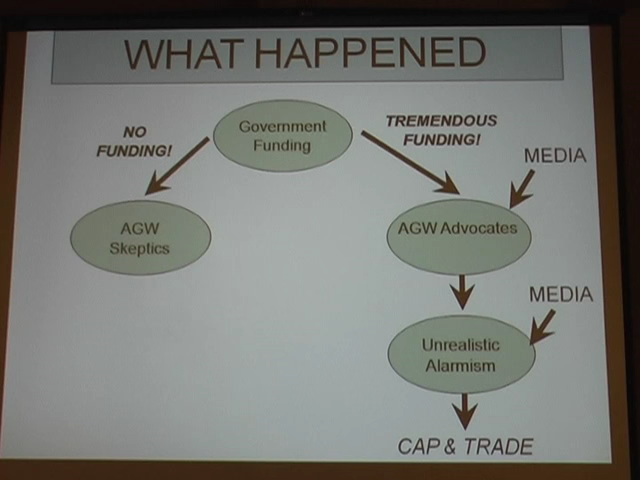 WHAT HAPPENED
Government
Funding
NO
FUNDING!
TREMENDOUS
FUNDING!
MEDIA
AGW
Skeptics
AGW Advocates
MEDIA
Unrealistic
Alarmism
CAP & TRADE